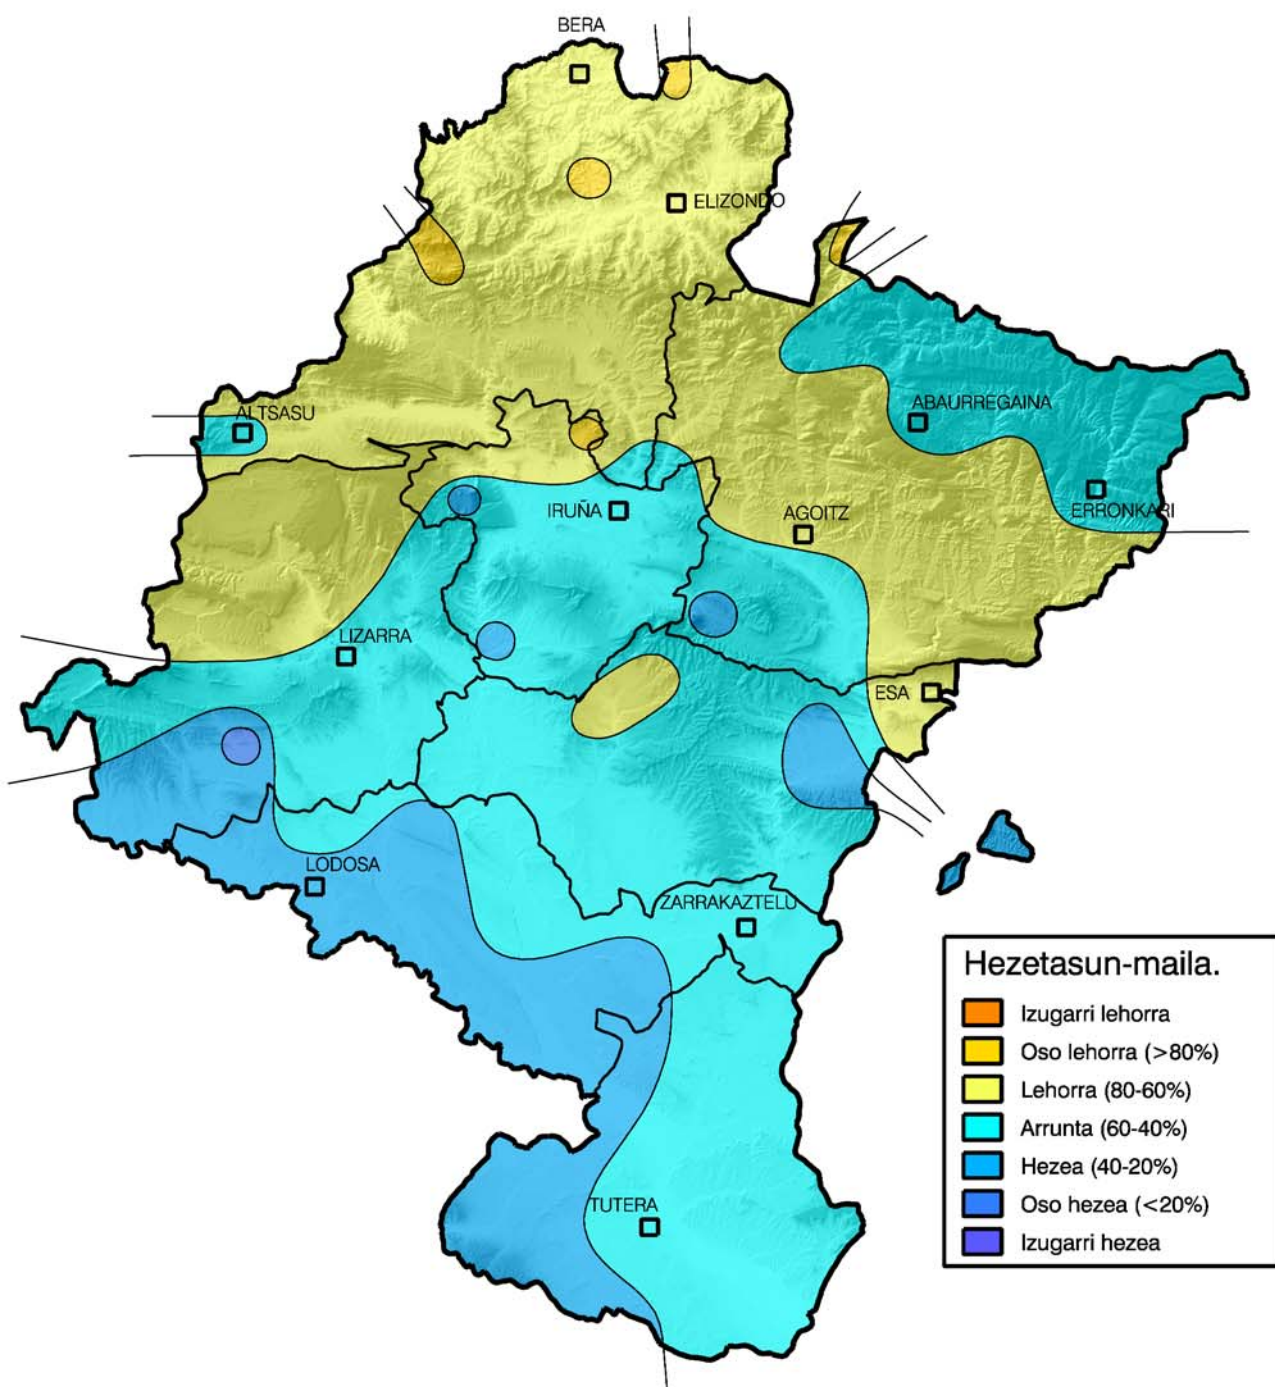 BERA
ELIZONDO
ALTSASU
ABAURREGAINA
IRUÑA
AGOITZ
ERRONKARI
LIZARRA
ESA
LODOSA
ZARRAKAZTELU
TUTERA
Hezetasun-maila.
Izugarri lehorra
Oso lehorra (>80%)
Lehorra (80-60%)
Arrunta (60-40%)
Hezea (40-20%)
Oso hezea (<20%)
Izugarri hezea